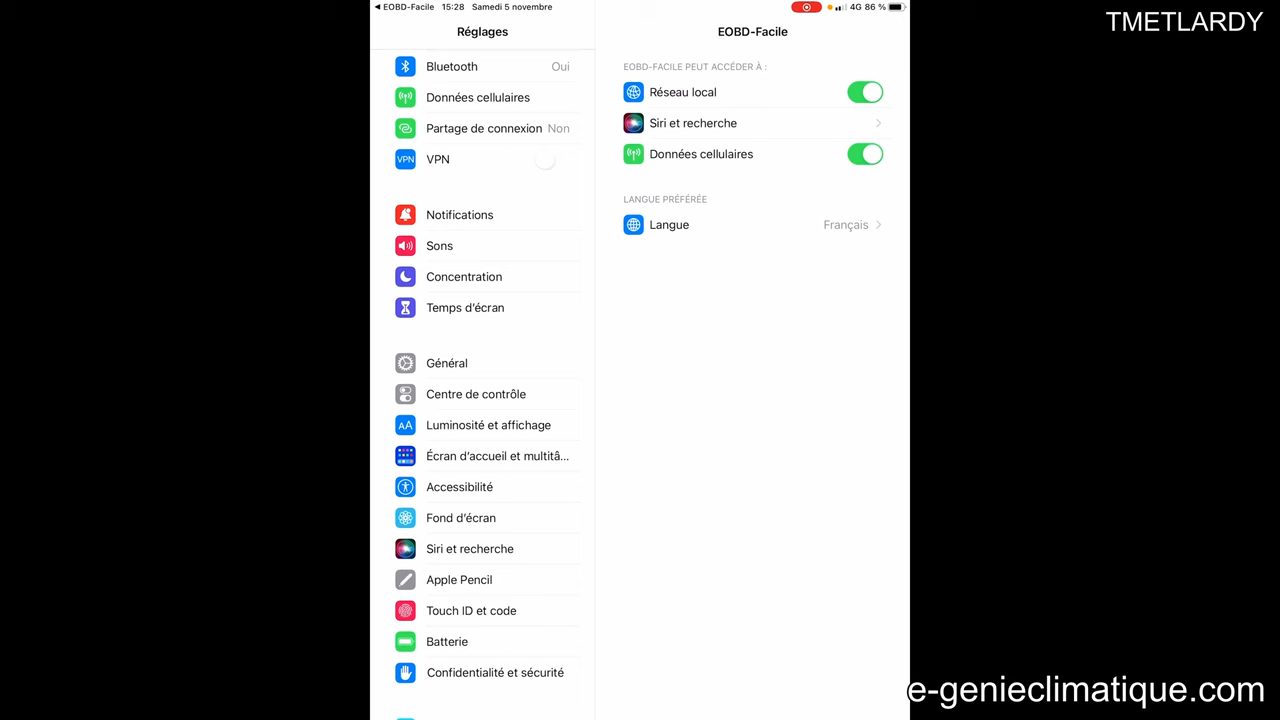 EOBD-Facile 15:28 Samedi 5 novembre
4G 86 %
TMETLARDY
Réglages
Bluetooth Oui
Données cellulaires
Partage de connexion Non
VPN VPN
Notifications
Sons
Concentration
Temps d'écran
Général
Centre de contrôle
AA Luminosité et affichage
Écran d'accueil et multitâ...
Accessibilité
Fond d'écran
Siri et recherche
Apple Pencil
Touch ID et code
Batterie
Confidentialité et sécurité
EOBD-Facile
EOBD-FACILE PEUT ACCÉDER À :
Réseau local
Siri et recherche
Données cellulaires
LANGUE PRÉFÉRÉE
Langue Français
e-genieclimatique.com